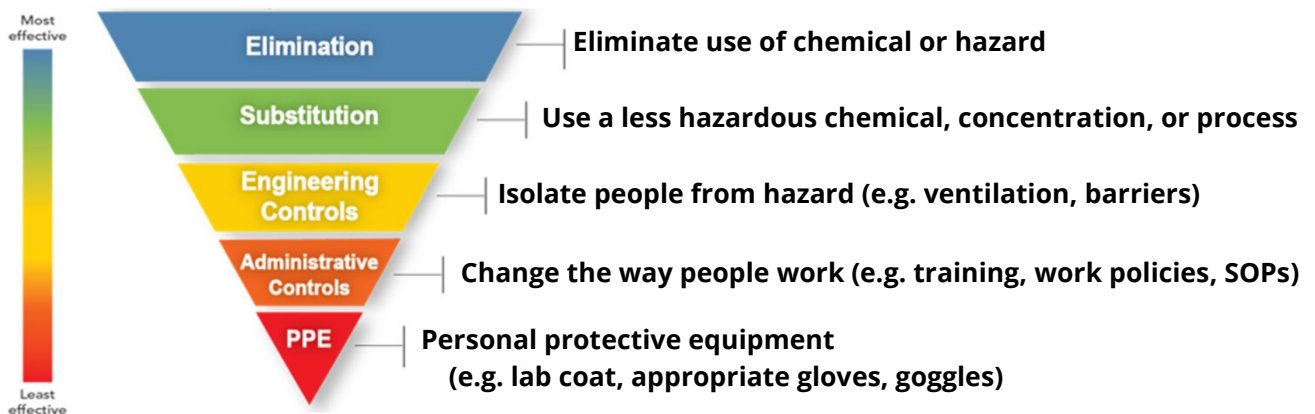 Most
effective
Elimination
Eliminate use of chemical or hazard
Substitution
Use a less hazardous chemical, concentration, or process
Engineering
Controls
Isolate people from hazard (e.g. ventilation, barriers)
Administrative
Controls
Change the way people work (e.g. training, work policies, SOPs)
PPE
Personal protective equipment
(e.g. lab coat, appropriate gloves, goggles)
Least
effective